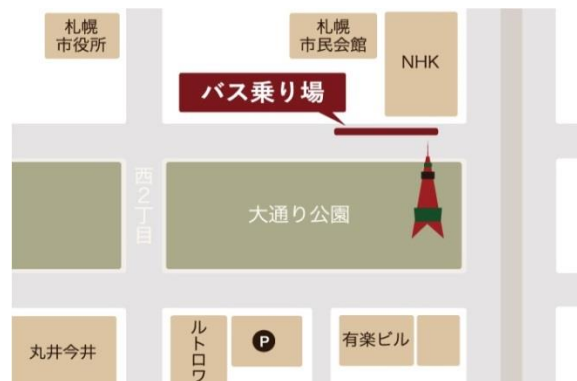 札幌
市役所
札幌
市民会館
NHK
バス乗り場
西2丁目
大通り公園
丸井今井
ルトロワ
P
有楽ビル